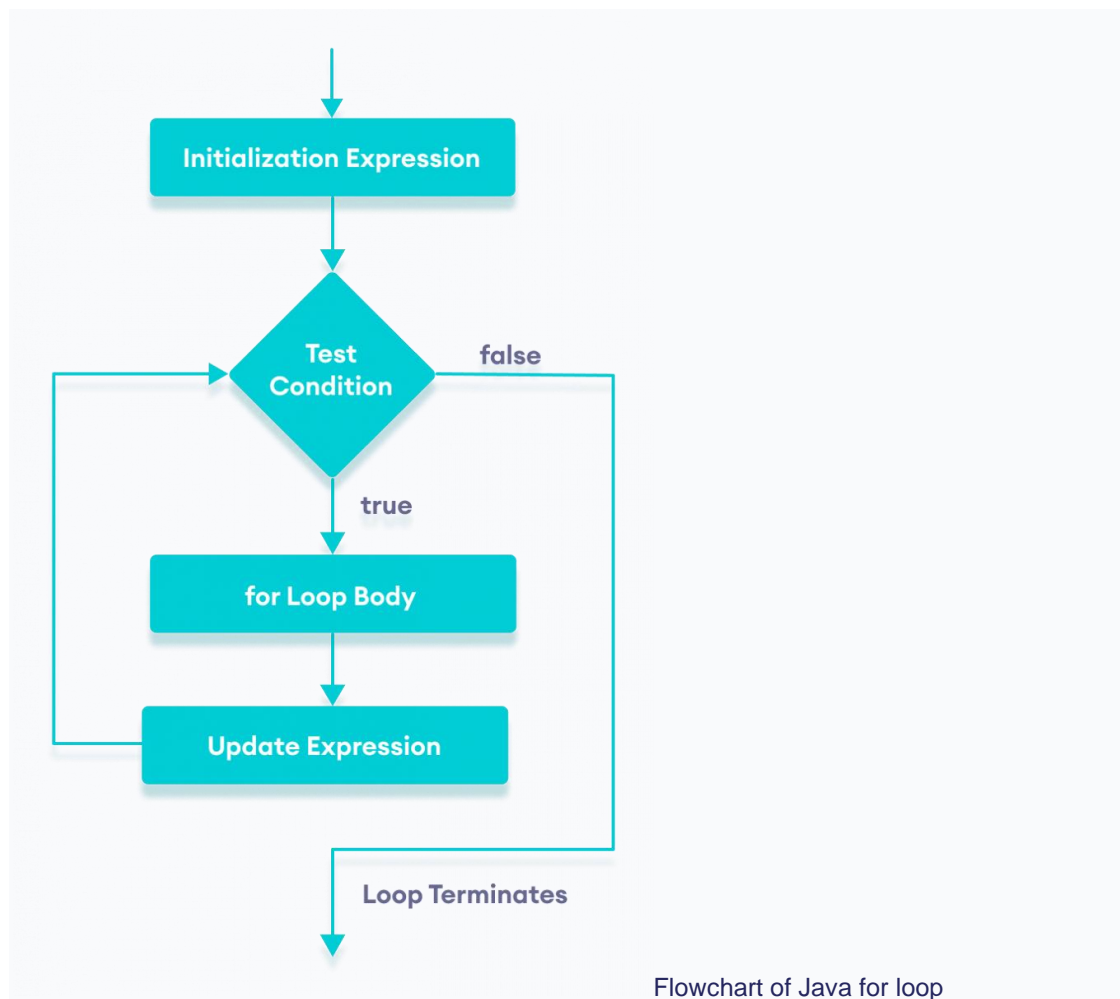 Initialization Expression
Test
Condition
false
true
for Loop Body
Update Expression
Loop Terminates
Flowchart of Java for loop